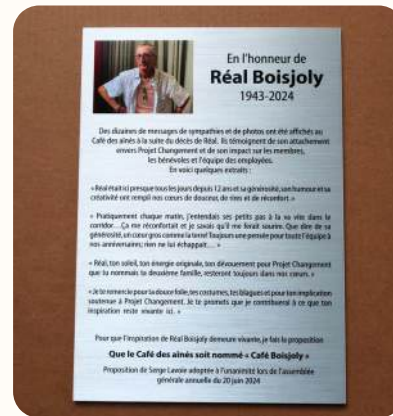 En l'honneur de
Réal Boisjoly
1943-2024
Des dizaines de messages de sympathies et de photos ont été affichés au
Café des aînés à la suite du décès de Réal. Ils témoignent de son attachement
envers Projet Changement et de son impact sur les membres,
les bénévoles et l'équipe des employées.
En voici quelques extraits :
« Réal était ici presque tous les jours depuis 12 ans et sa générosité, son humour et sa
créativité ont rempli nos cœurs de douceur, de rires et de réconfort. »
« Pratiquement chaque matin, j'entendais ses petits pas à la va vite dans le
corridor… Ça me réconfortait et je savais qu'il me ferait sourire. Que dire de sa
générosité, un cœur gros comme la terre! Toujours une pensée pour toute l'équipe à
nos anniversaires; rien ne lui échappait… »
« Réal, ton soleil, ton énergie originale, ton dévouement pour Projet Changement
que tu nommais ta deuxième famille, resteront toujours dans nos cœurs. »
« Je te remercie pour ta douce folie, tes costumes, tes blagues et pour ton implication
soutenue à Projet Changement. Je te promets que je contribuerai à ce que ton
inspiration reste vivante ici. »
Pour que l'inspiration de Réal Boisjoly demeure vivante, je fais la proposition
Que le Café des aînés soit nommé « Café Boisjoly »
Proposition de Serge Lavoie adoptée à l'unanimité lors de l'assemblée
générale annuelle du 20 juin 2024